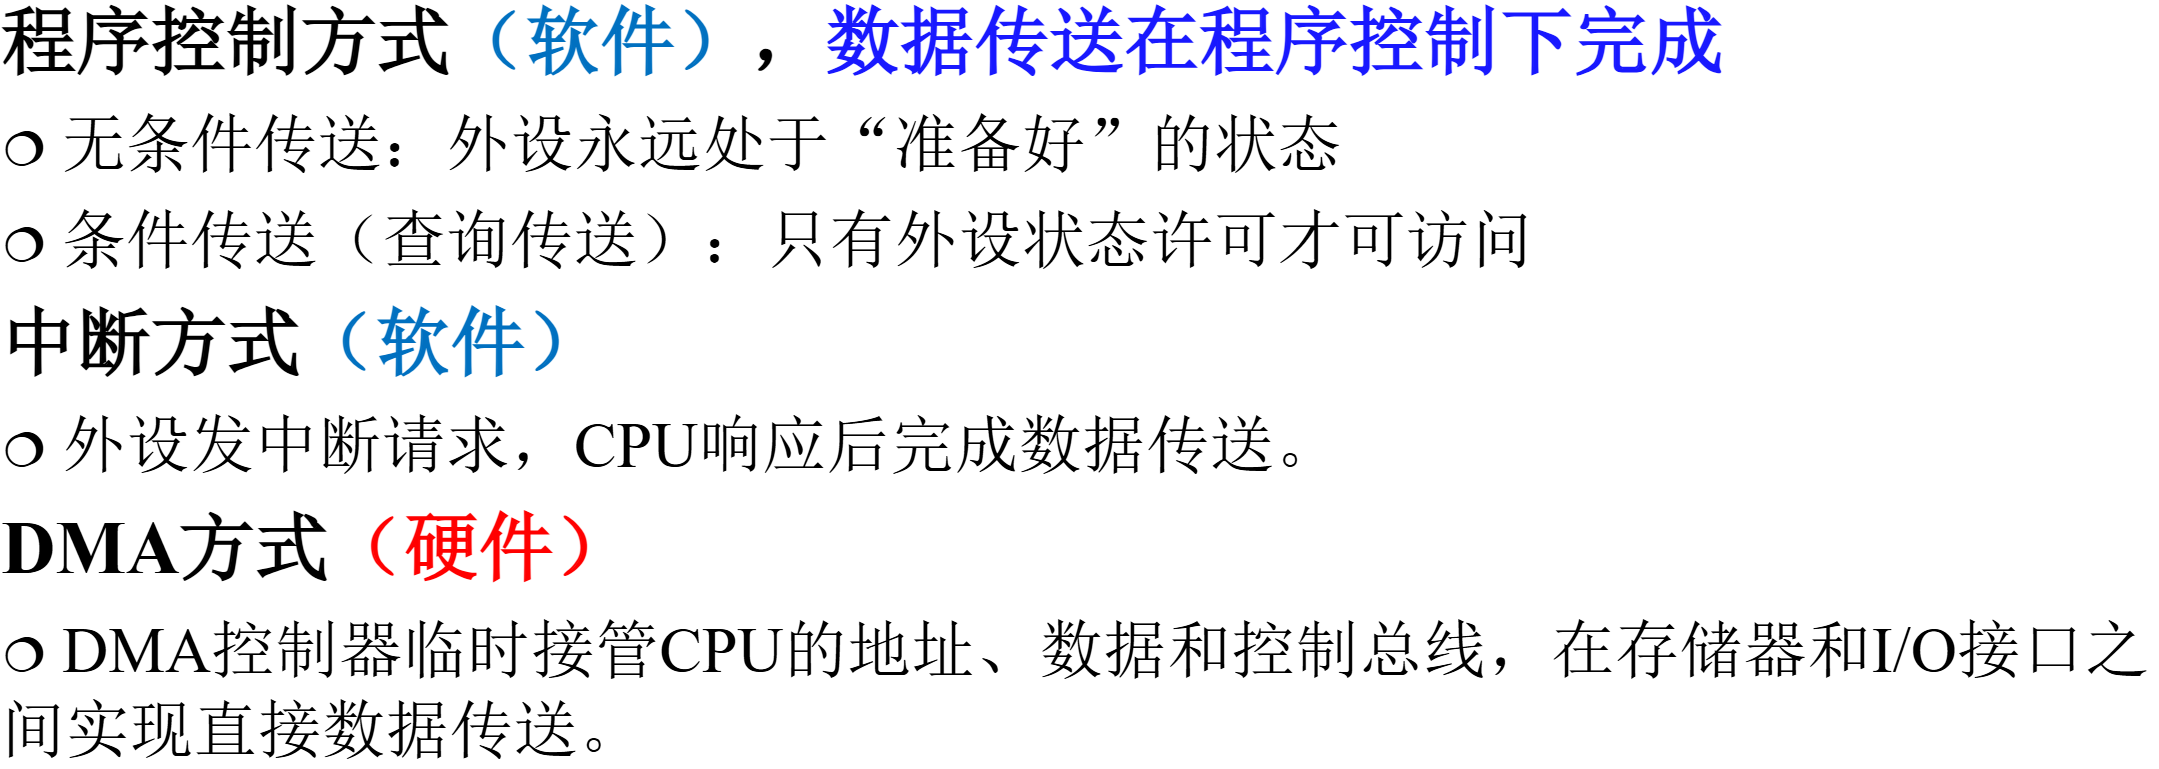 程序控制方式（软件），数据传送在程序控制下完成
❍ 无条件传送：外设永远处于“准备好”的状态
❍ 条件传送（查询传送）：只有外设状态许可才可访问
中断方式（软件）
❍ 外设发中断请求，CPU响应后完成数据传送。
DMA方式（硬件）
❍ DMA控制器临时接管CPU的地址、数据和控制总线，在存储器和I/O接口之
间实现直接数据传送。